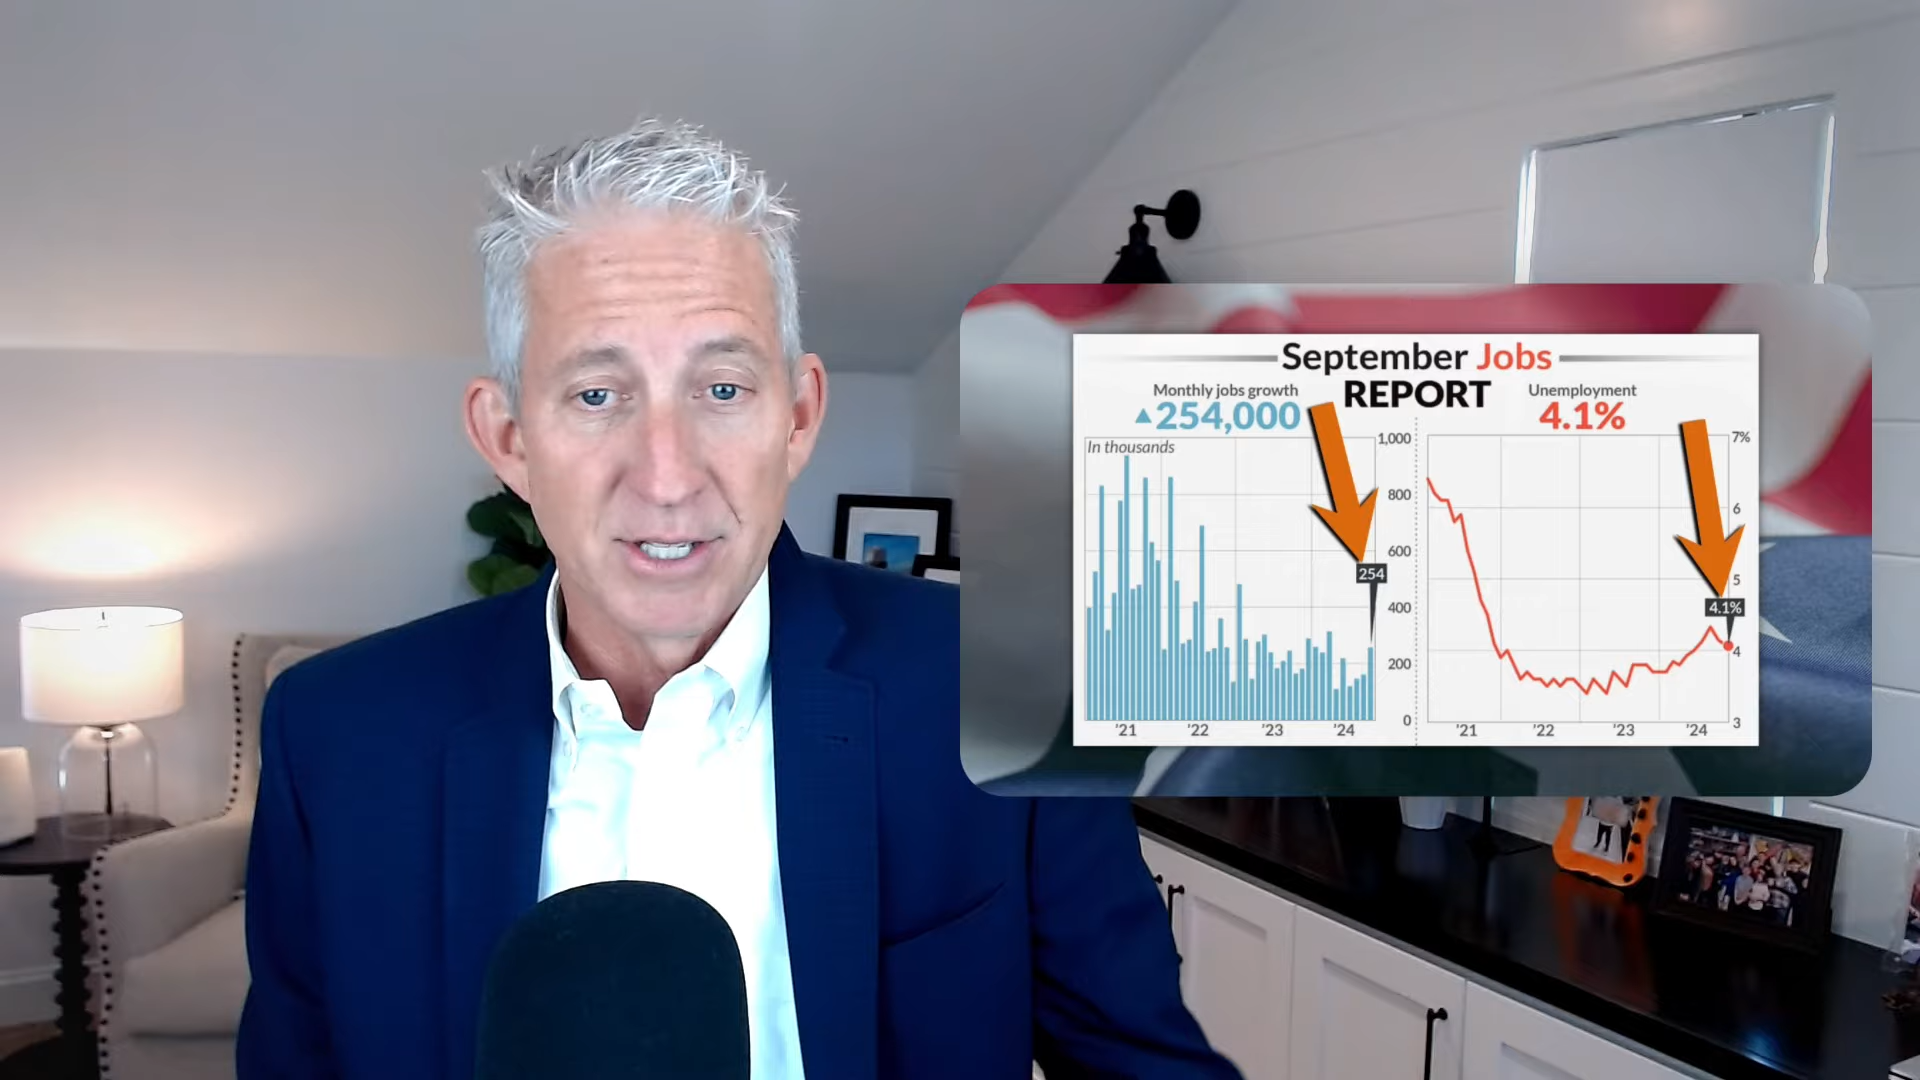 September Jobs
REPORT
Monthly jobs growth
▲254,000
In thousands
1,000
800
600
400
200
0
254
'21 '22 '23 '24
Unemployment
4.1%
7%
6
5
4
3
4.1%
'21 '22 '23 '24